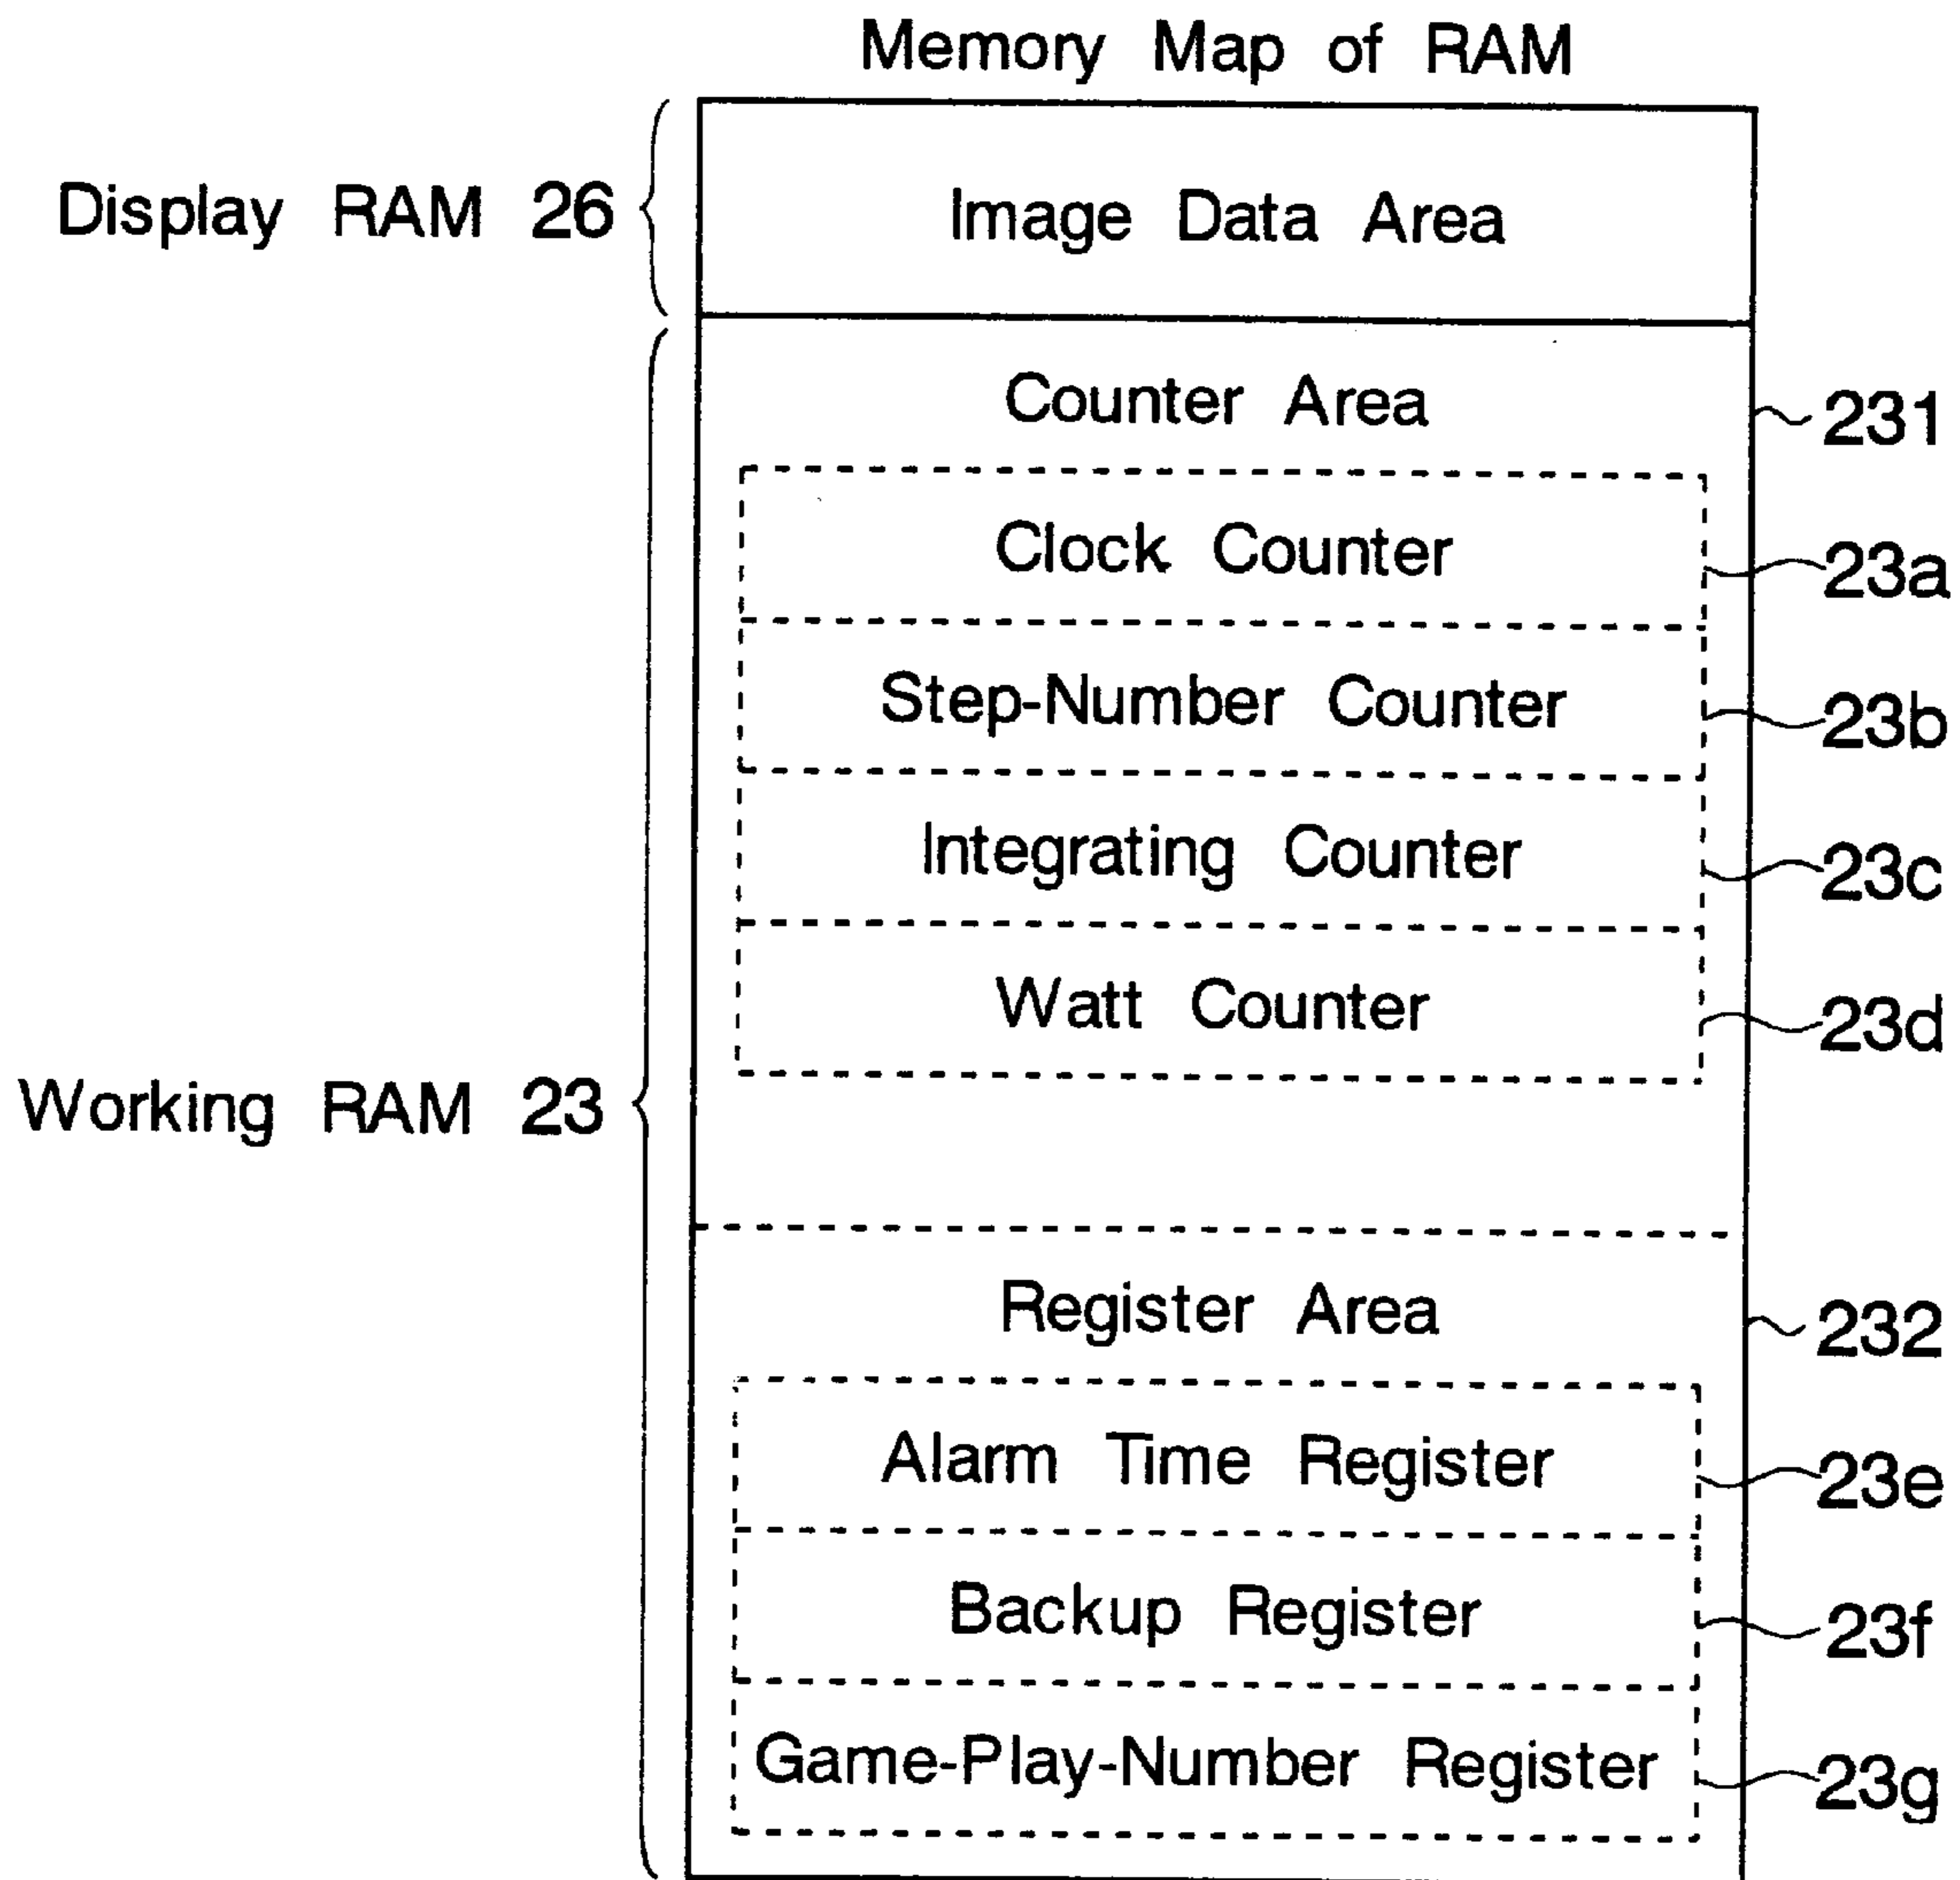 Memory Map of RAM
Display RAM 26
Image Data Area
Counter Area
231
Clock Counter
23a
Step-Number Counter
23b
Integrating Counter
23c
Watt Counter
23d
Working RAM 23
Register Area
232
Alarm Time Register
23e
Backup Register
23f
Game-Play-Number Register
23g